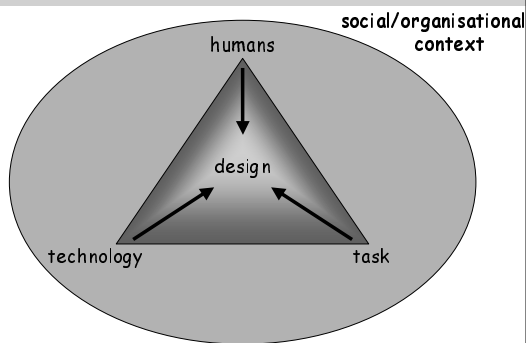 social/organisational
context
humans
design
technology
task